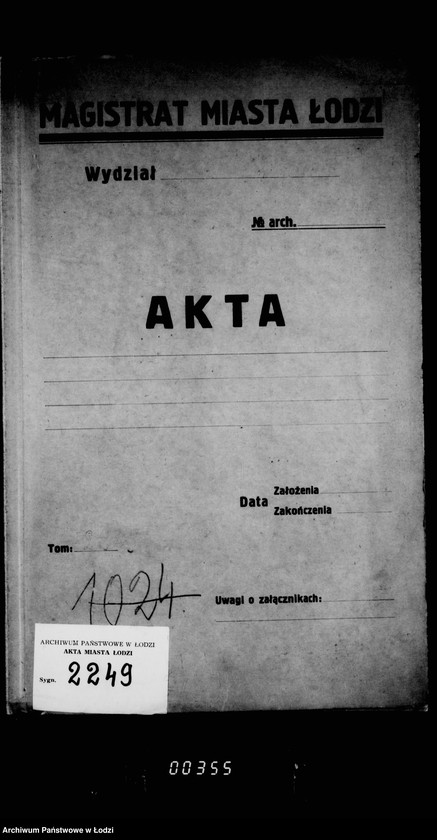 MAGISTRAT MIASTA ŁODZI
Wydział
№ arch.
AKTA
Data Założenia
Zakończenia
Tom:
1024
Uwagi o załącznikach:
ARCHIWUM PAŃSTWOWE W ŁODZI
AKTA MIASTA ŁODZI
Sygn. 2249
00355
Archiwum Państwowe w Łodzi